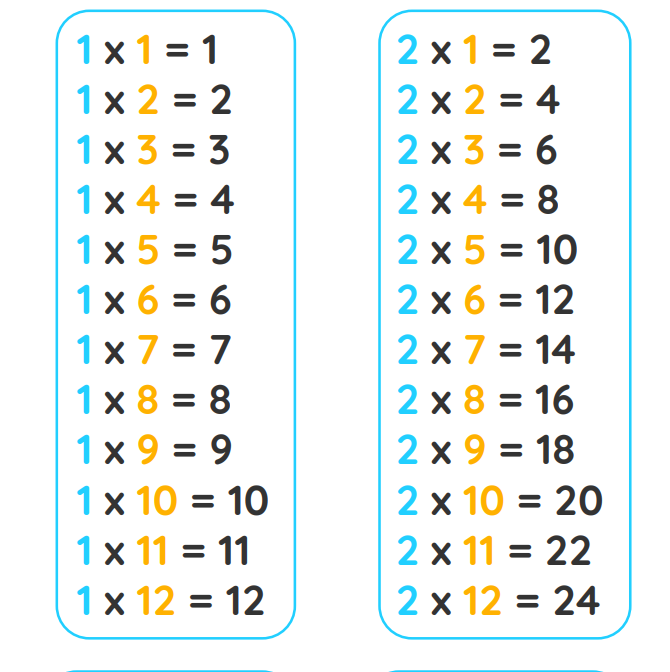 1 x 1 = 1
1 x 2 = 2
1 x 3 = 3
1 x 4 = 4
1 x 5 = 5
1 x 6 = 6
1 x 7 = 7
1 x 8 = 8
1 x 9 = 9
1 x 10 = 10
1 x 11 = 11
1 x 12 = 12
2 x 1 = 2
2 x 2 = 4
2 x 3 = 6
2 x 4 = 8
2 x 5 = 10
2 x 6 = 12
2 x 7 = 14
2 x 8 = 16
2 x 9 = 18
2 x 10 = 20
2 x 11 = 22
2 x 12 = 24